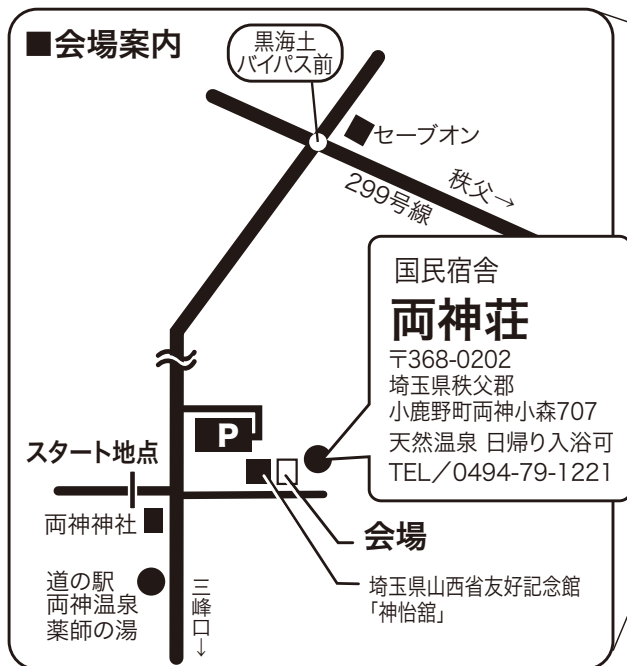 ■会場案内
黒海土
バイパス前
セーブオン
秩父→
299号線
国民宿舎
両神荘
〒368-0202
埼玉県秩父郡
小鹿野町両神小森707
天然温泉 日帰り入浴可
TEL／0494-79-1221
P
スタート地点
両神神社
会場
道の駅
両神温泉
薬師の湯
三峰口↓
埼玉県山西省友好記念館
「神怡舘」